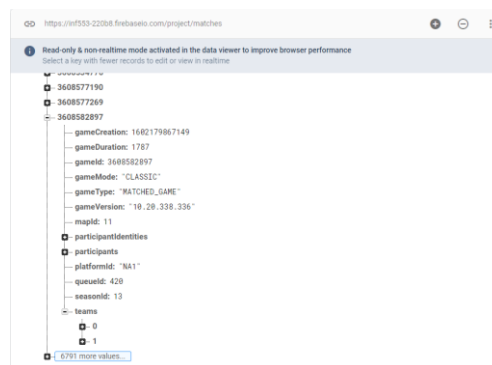 https://inf553-220b8.firebaseio.com/project/matches
Read-only & non-realtime mode activated in the data viewer to improve browser performance
Select a key with fewer records to edit or view in realtime
3608577190
3608577269
3608582897
gameCreation: 1602179867149
gameDuration: 1787
gameId: 3608582897
gameMode: "CLASSIC"
gameType: "MATCHED_GAME"
gameVersion: "10.20.338.336"
mapId: 11
participantIdentities
participants
platformId: "NA1"
queueId: 420
seasonId: 13
teams
0
1
6791 more values...